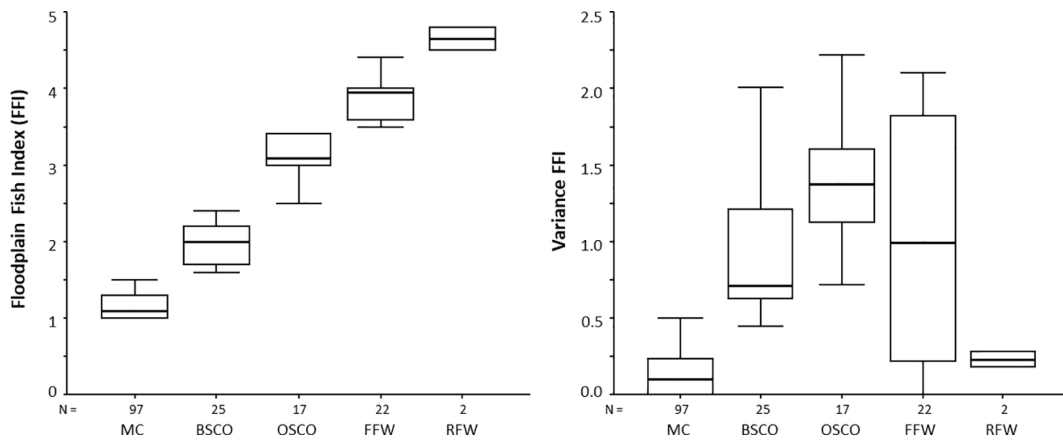 Floodplain Fish Index (FFI)
5
4
3
2
1
0
N = 97 25 17 22 2
MC BSCO OSCO FFW RFW
Variance FFI
2.5
2.0
1.5
1.0
0.5
0.0
N = 97 25 17 22 2
MC BSCO OSCO FFW RFW